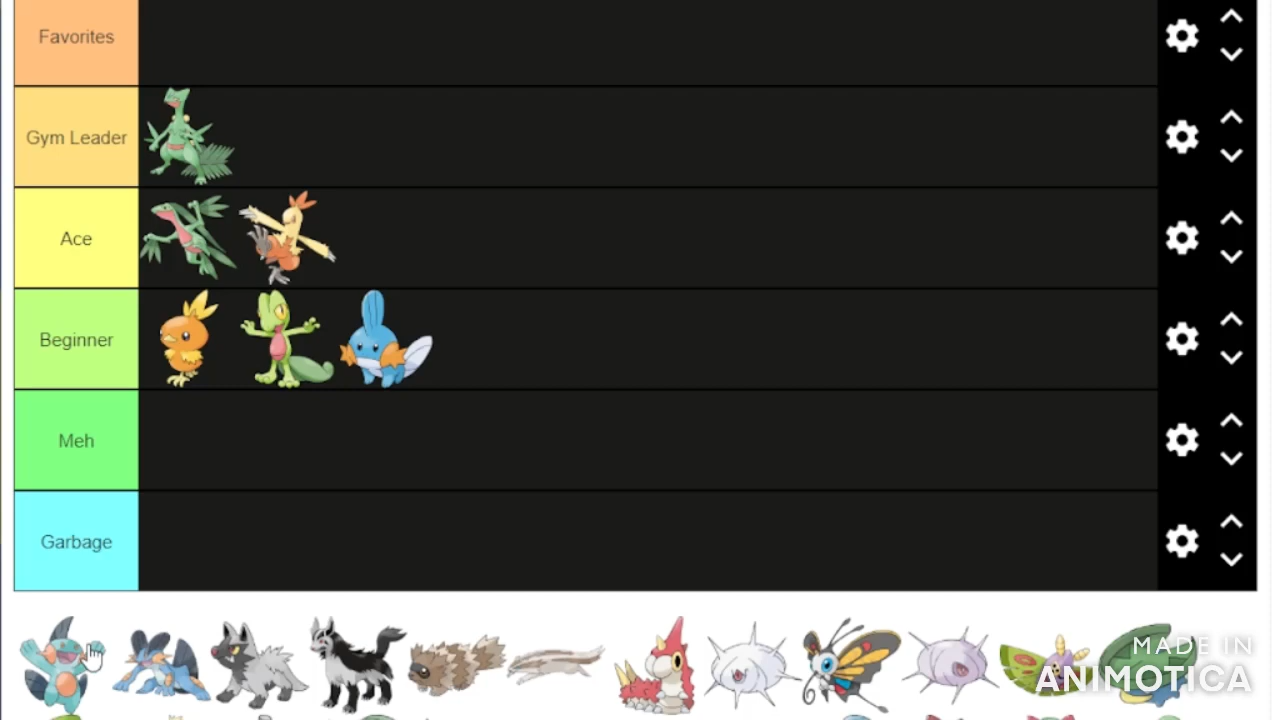 Favorites
Gym Leader
Ace
Beginner
Meh
Garbage
MADE IN
ANIMOTICA